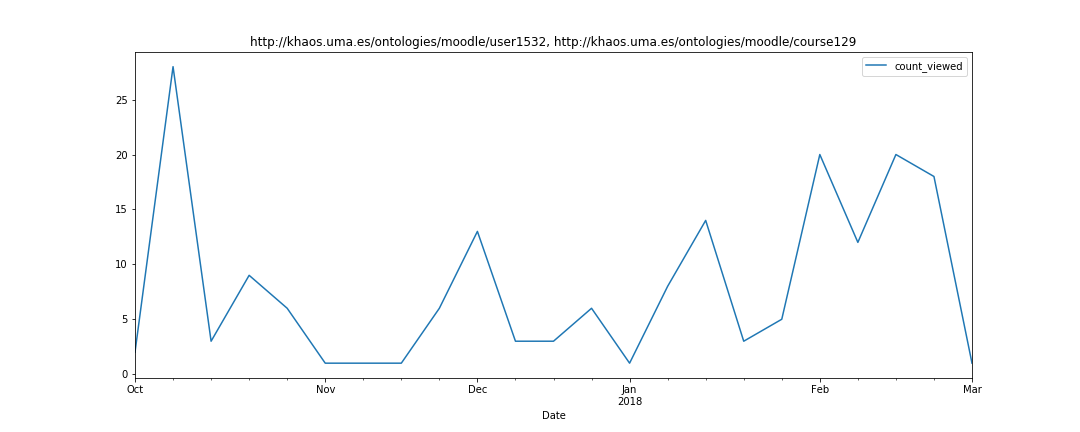 http://khaos.uma.es/ontologies/moodle/user1532, http://khaos.uma.es/ontologies/moodle/course129
count_viewed
25
20
15
10
5
0
Oct Nov Dec Jan Feb Mar
2018
Date